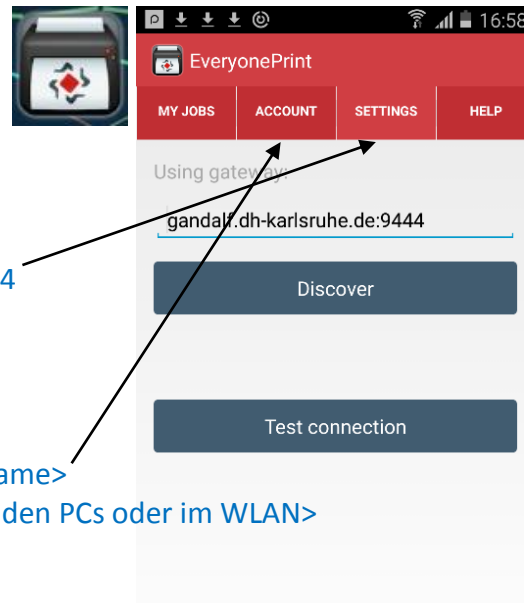 16:58
EveryonePrint
MY JOBS ACCOUNT SETTINGS HELP
Using gateway:
gandalf.dh-karlsruhe.de:9444
4
Discover
Test connection
ame>
den PCs oder im WLAN>